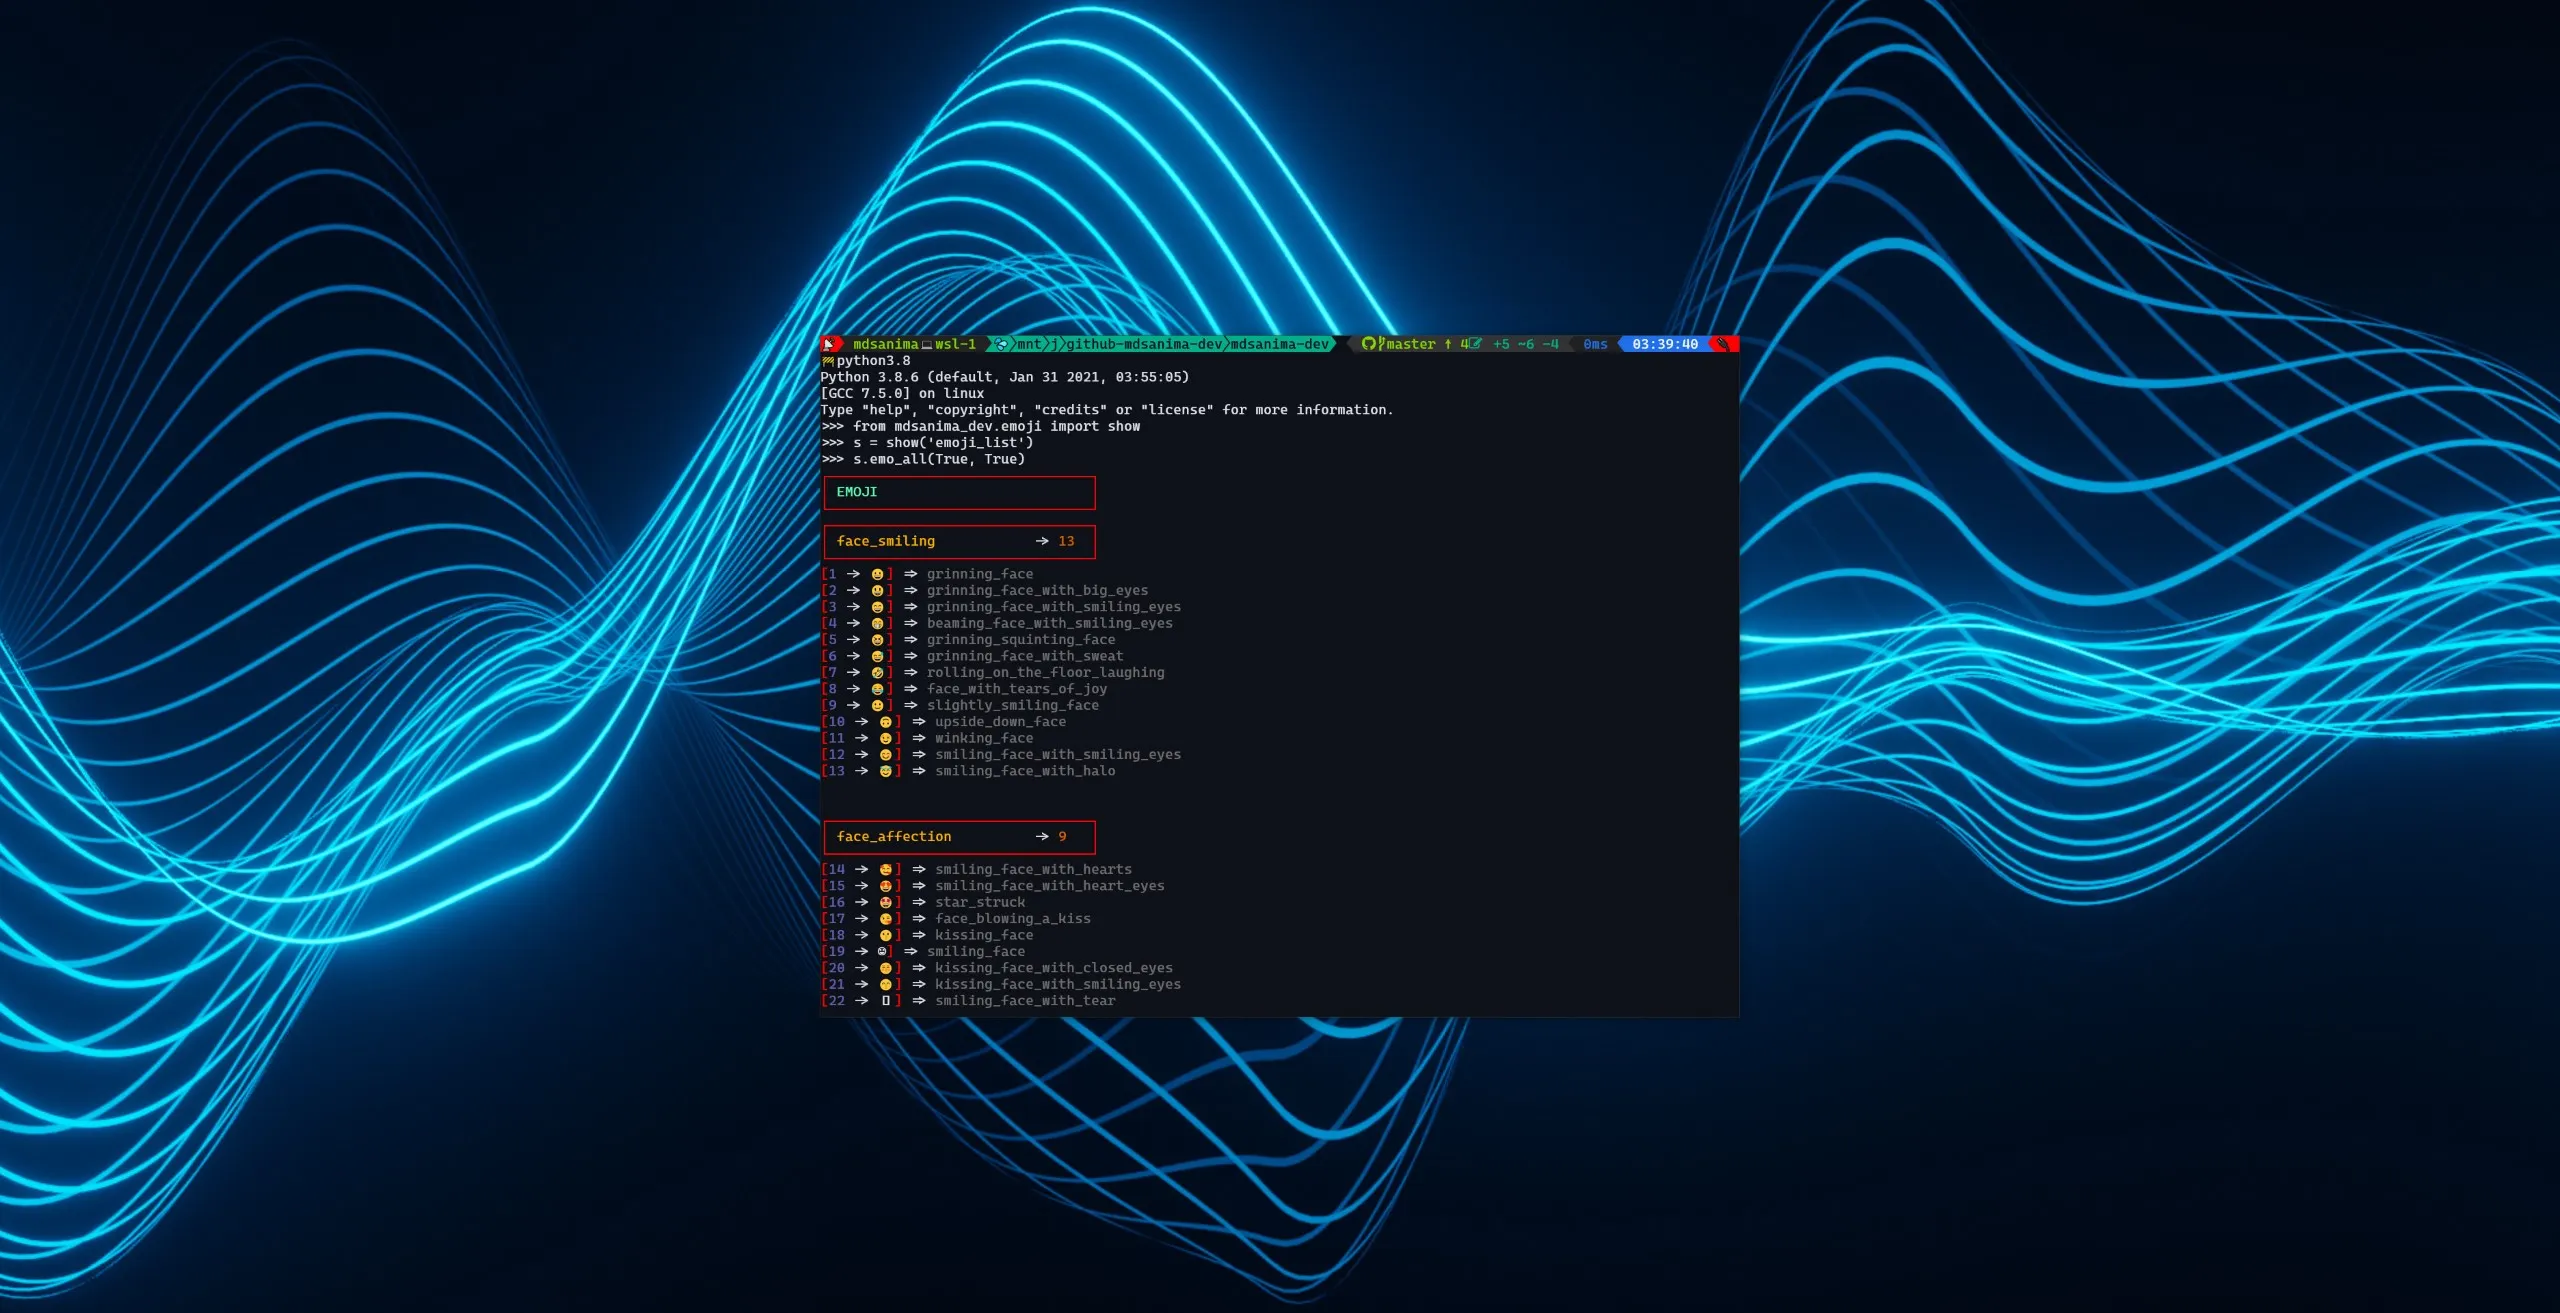 mdsanima wsl-1 mnt j github-mdsanima-dev mdsanima-dev master ↑ 4 +5 ~6 -4 0ms 03:39:40
python3.8
Python 3.8.6 (default, Jan 31 2021, 03:55:05)
[GCC 7.5.0] on linux
Type "help", "copyright", "credits" or "license" for more information.
>>> from mdsanima_dev.emoji import show
>>> s = show('emoji_list')
>>> s.emo_all(True, True)
EMOJI
face_smiling → 13
[1 → 😀] ⇒ grinning_face
[2 → 😃] ⇒ grinning_face_with_big_eyes
[3 → 😄] ⇒ grinning_face_with_smiling_eyes
[4 → 😁] ⇒ beaming_face_with_smiling_eyes
[5 → 😆] ⇒ grinning_squinting_face
[6 → 😅] ⇒ grinning_face_with_sweat
[7 → 🤣] ⇒ rolling_on_the_floor_laughing
[8 → 😂] ⇒ face_with_tears_of_joy
[9 → 🙂] ⇒ slightly_smiling_face
[10 → 🙃] ⇒ upside_down_face
[11 → 😉] ⇒ winking_face
[12 → 😊] ⇒ smiling_face_with_smiling_eyes
[13 → 😇] ⇒ smiling_face_with_halo
face_affection → 9
[14 → 🥰] ⇒ smiling_face_with_hearts
[15 → 😍] ⇒ smiling_face_with_heart_eyes
[16 → 🤩] ⇒ star_struck
[17 → 😘] ⇒ face_blowing_a_kiss
[18 → 😗] ⇒ kissing_face
[19 → ☺] ⇒ smiling_face
[20 → 😚] ⇒ kissing_face_with_closed_eyes
[21 → 😙] ⇒ kissing_face_with_smiling_eyes
[22 → ▯] ⇒ smiling_face_with_tear